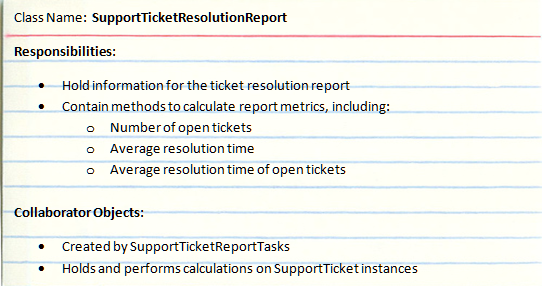 Class Name: SupportTicketResolutionReport
Responsibilities:
• Hold information for the ticket resolution report
• Contain methods to calculate report metrics, including:
o Number of open tickets
o Average resolution time
o Average resolution time of open tickets
Collaborator Objects:
• Created by SupportTicketReportTasks
• Holds and performs calculations on SupportTicket instances